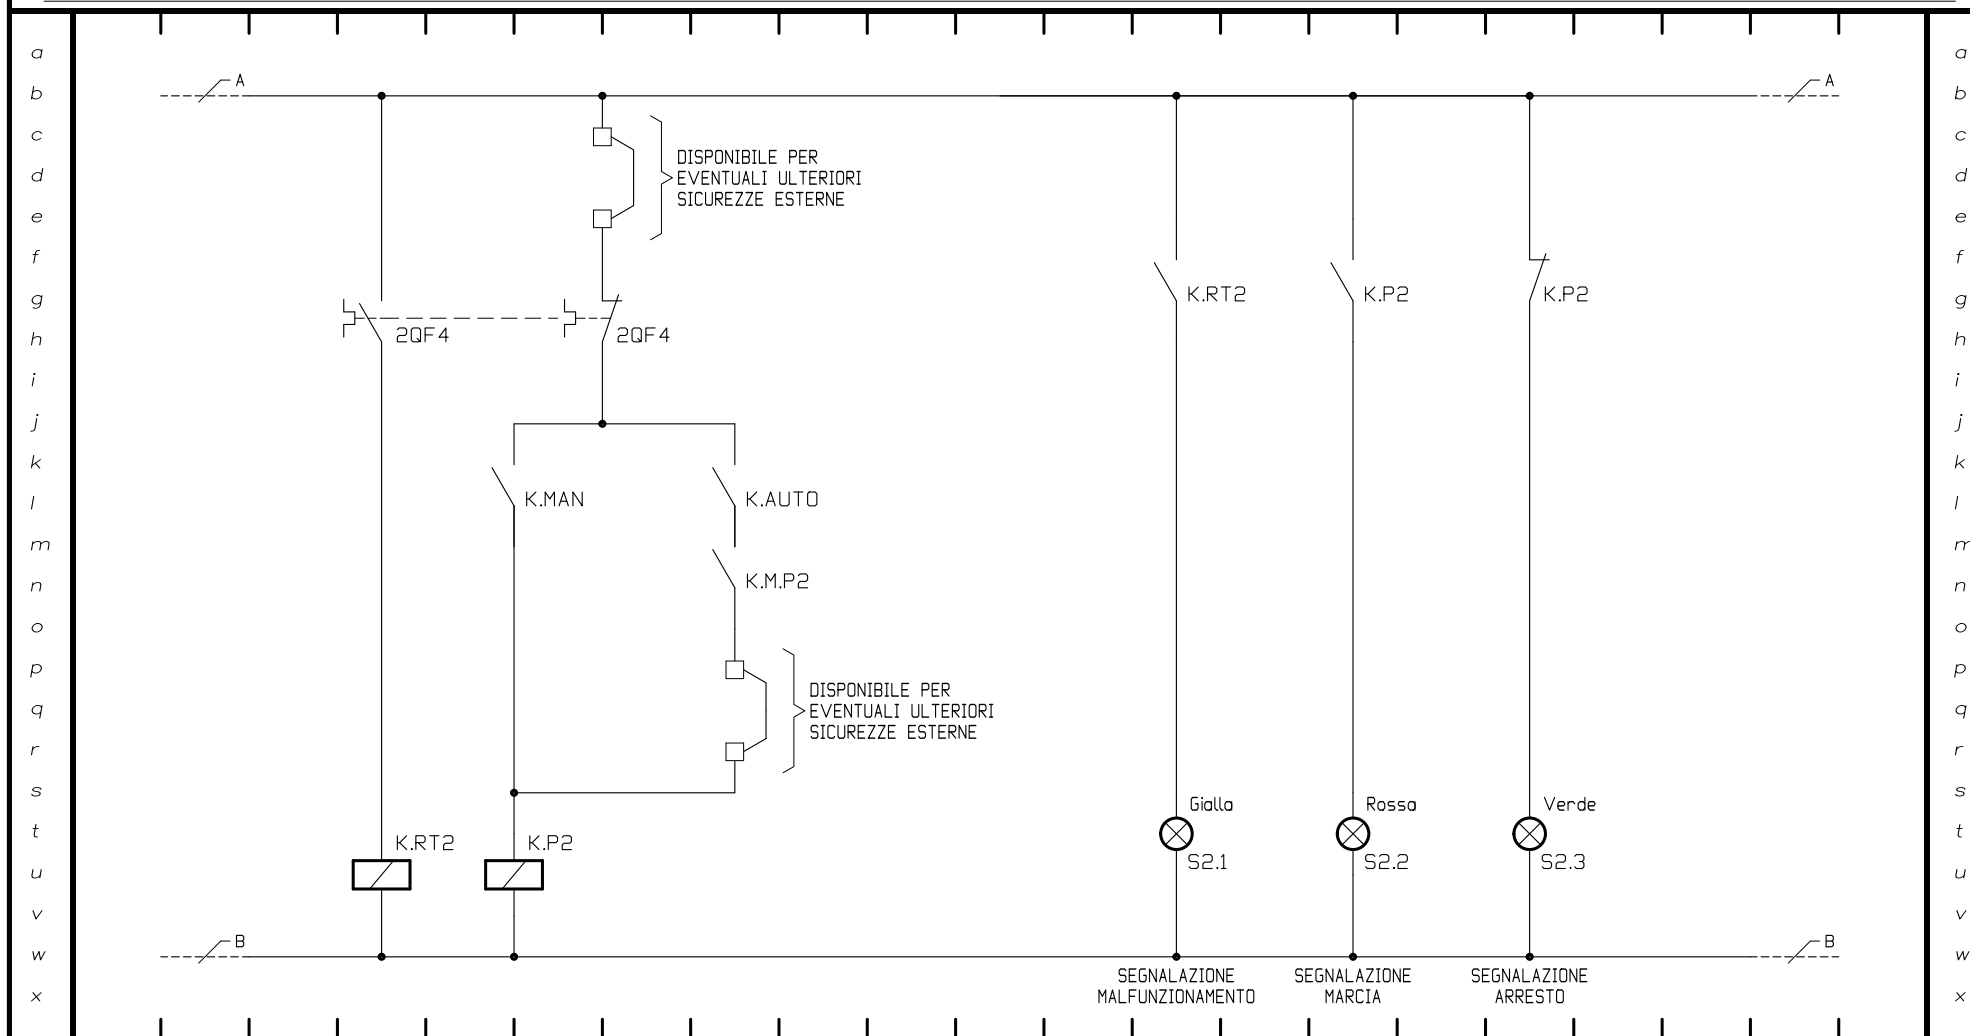 a a
A A
b b
c c
DISPONIBILE PER
d EVENTUALI ULTERIORI d
SICUREZZE ESTERNE
e e
f f
g K.RT2 K.P2 K.P2 g
h 2QF4 2QF4 h
i i
j j
k k
l K.MAN K.AUTO l
m m
n K.M.P2 n
o o
p p
DISPONIBILE PER
q EVENTUALI ULTERIORI q
SICUREZZE ESTERNE
r r
s s
Gialla Rossa Verde
t K.RT2 K.P2 t
u S2.1 S2.2 S2.3 u
v v
B B
w w
SEGNALAZIONE SEGNALAZIONE SEGNALAZIONE
x MALFUNZIONAMENTO MARCIA ARRESTO x